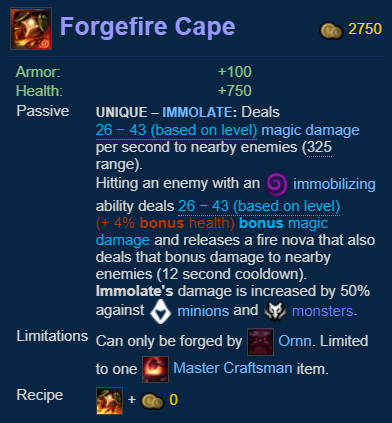 Forgefire Cape 2750
Armor: +100
Health: +750
Passive UNIQUE – IMMOLATE: Deals
26 − 43 (based on level) magic damage
per second to nearby enemies (325
range).
Hitting an enemy with an immobilizing
ability deals 26 − 43 (based on level)
(+ 4% bonus health) bonus magic
damage and releases a fire nova that also
deals that bonus damage to nearby
enemies (12 second cooldown).
Immolate's damage is increased by 50%
against minions and monsters.
Limitations Can only be forged by Ornn. Limited
to one Master Craftsman item.
Recipe + 0